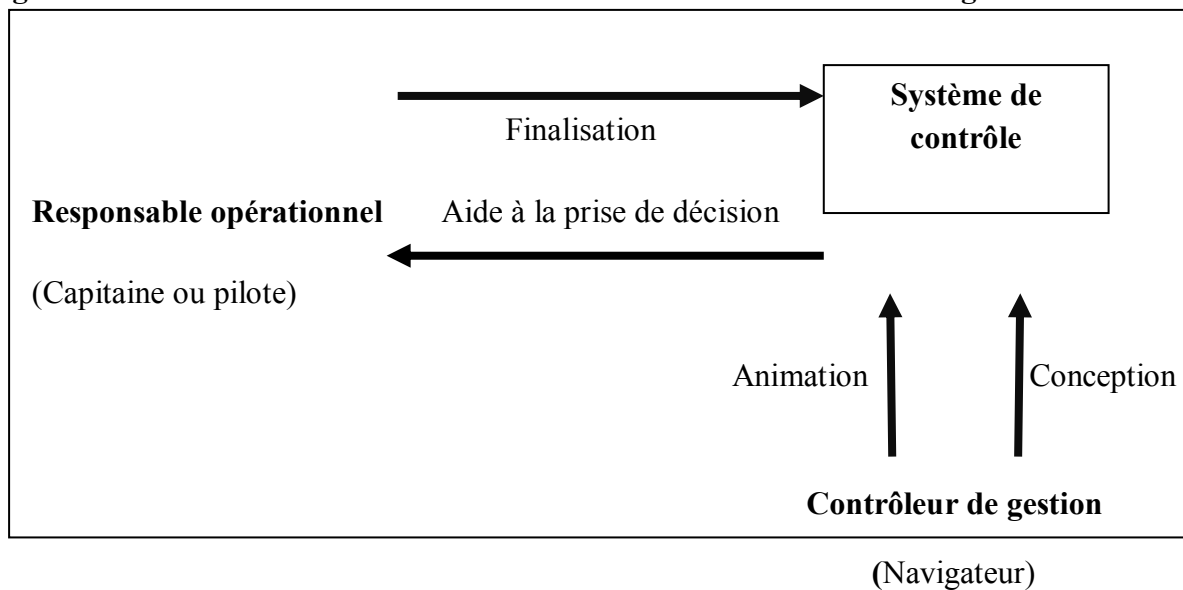 Système de
contrôle
Finalisation
Responsable opérationnel
Aide à la prise de décision
(Capitaine ou pilote)
Animation
Conception
Contrôleur de gestion
(Navigateur)